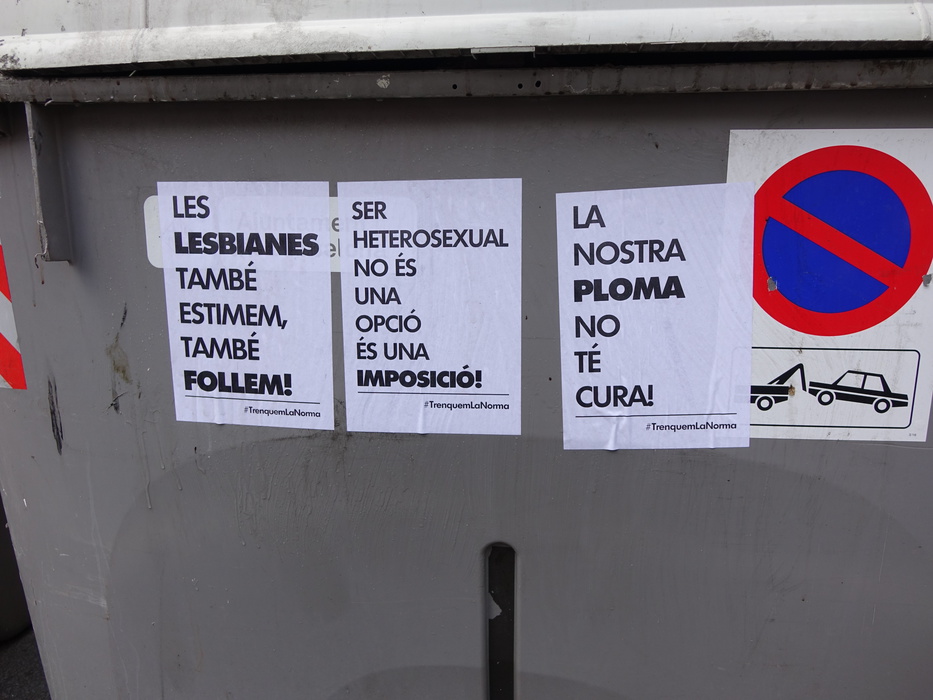 LES
LESBIANES
TAMBÉ
ESTIMEM,
TAMBÉ
FOLLEM!
#TrenquemLaNorma
SER
HETEROSEXUAL
NO ÉS
UNA
OPCIÓ
ÉS UNA
IMPOSICIÓ!
#TrenquemLaNorma
LA
NOSTRA
PLOMA
NO
TÉ
CURA!
#TrenquemLaNorma